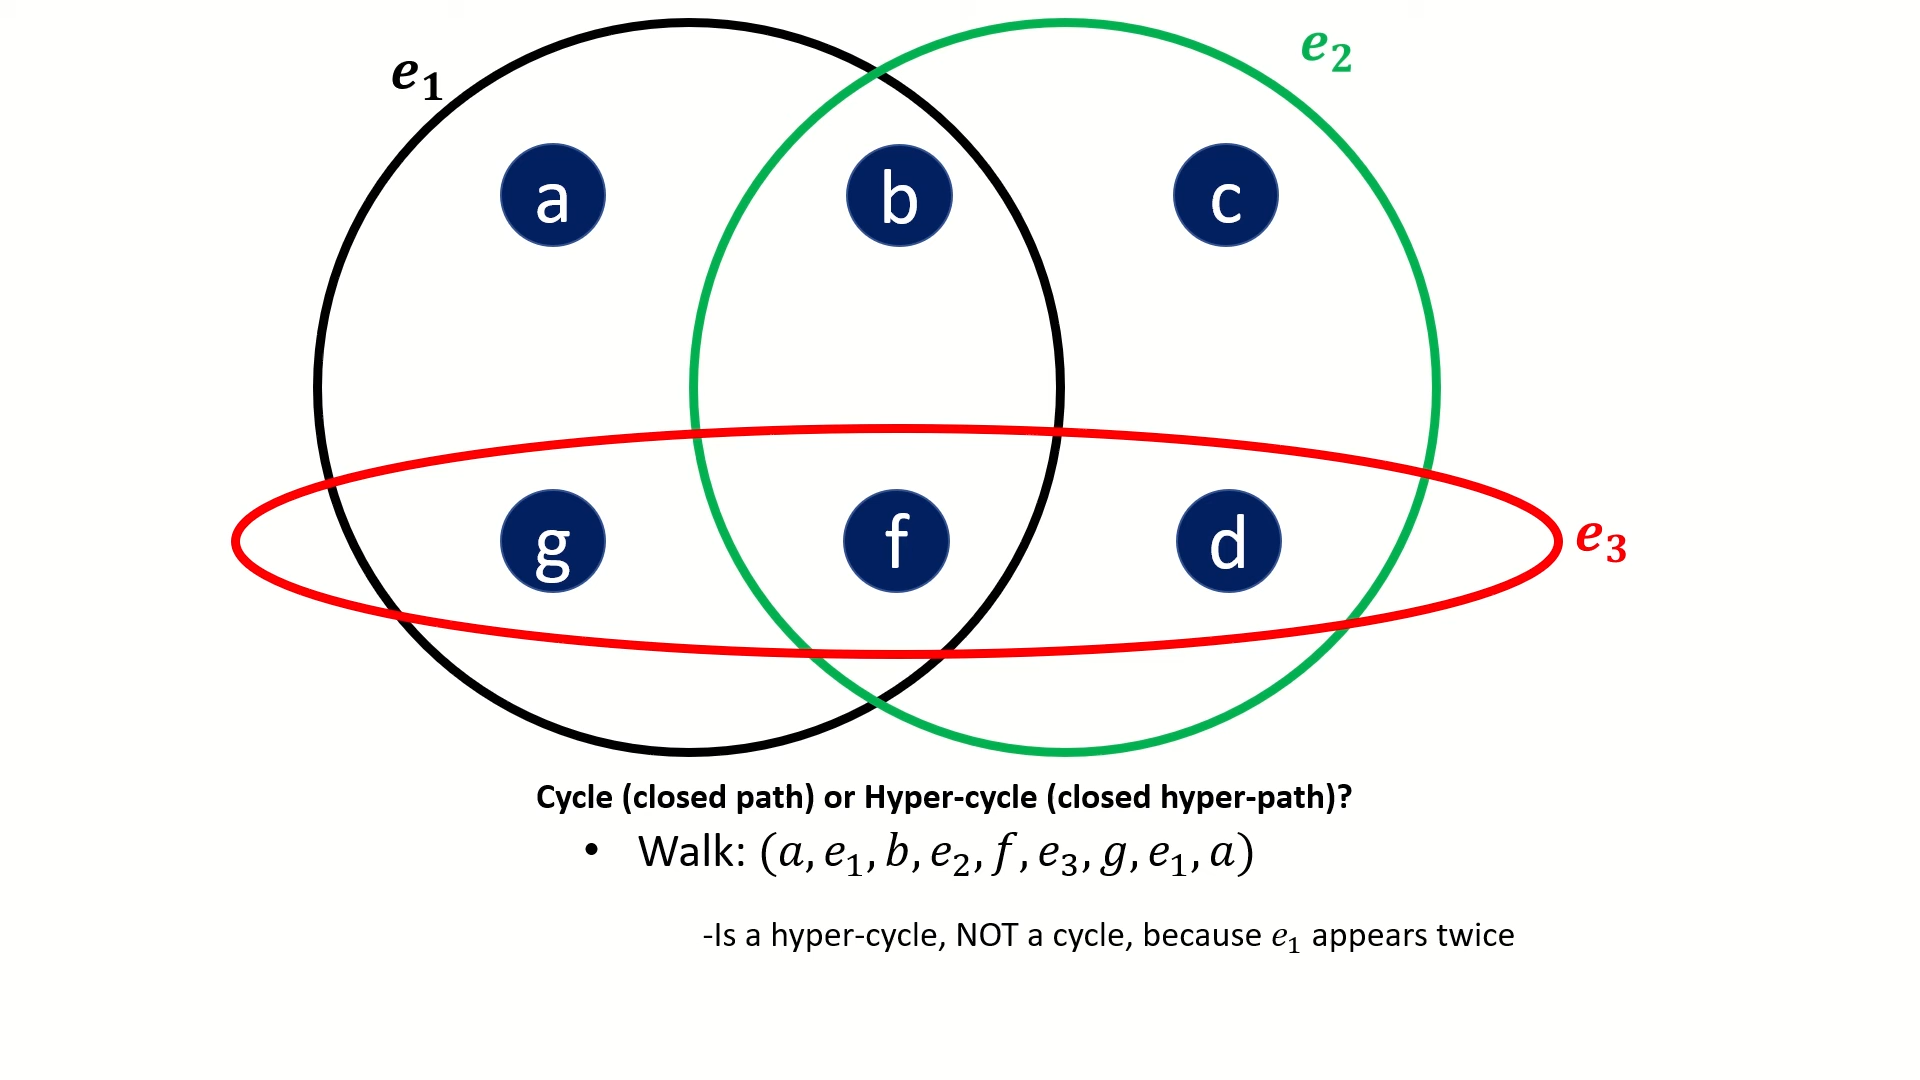 e₁
e₂
a
b
c
g
f
d
e₃
Cycle (closed path) or Hyper-cycle (closed hyper-path)?
• Walk: (a, e₁, b, e₂, f, e₃, g, e₁, a)
-Is a hyper-cycle, NOT a cycle, because e₁ appears twice